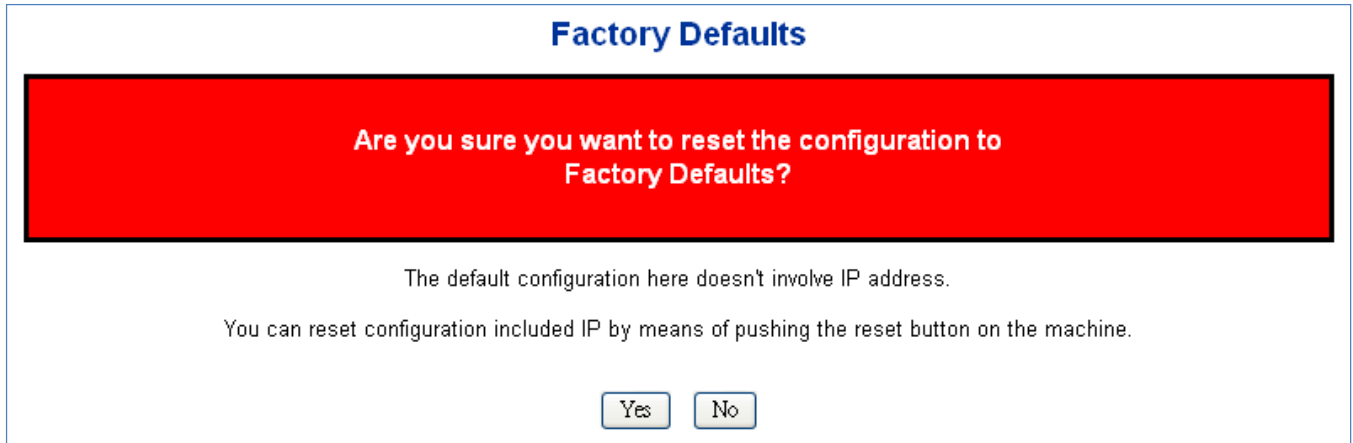 Factory Defaults
Are you sure you want to reset the configuration to
Factory Defaults?
The default configuration here doesn't involve IP address.
You can reset configuration included IP by means of pushing the reset button on the machine.
Yes No